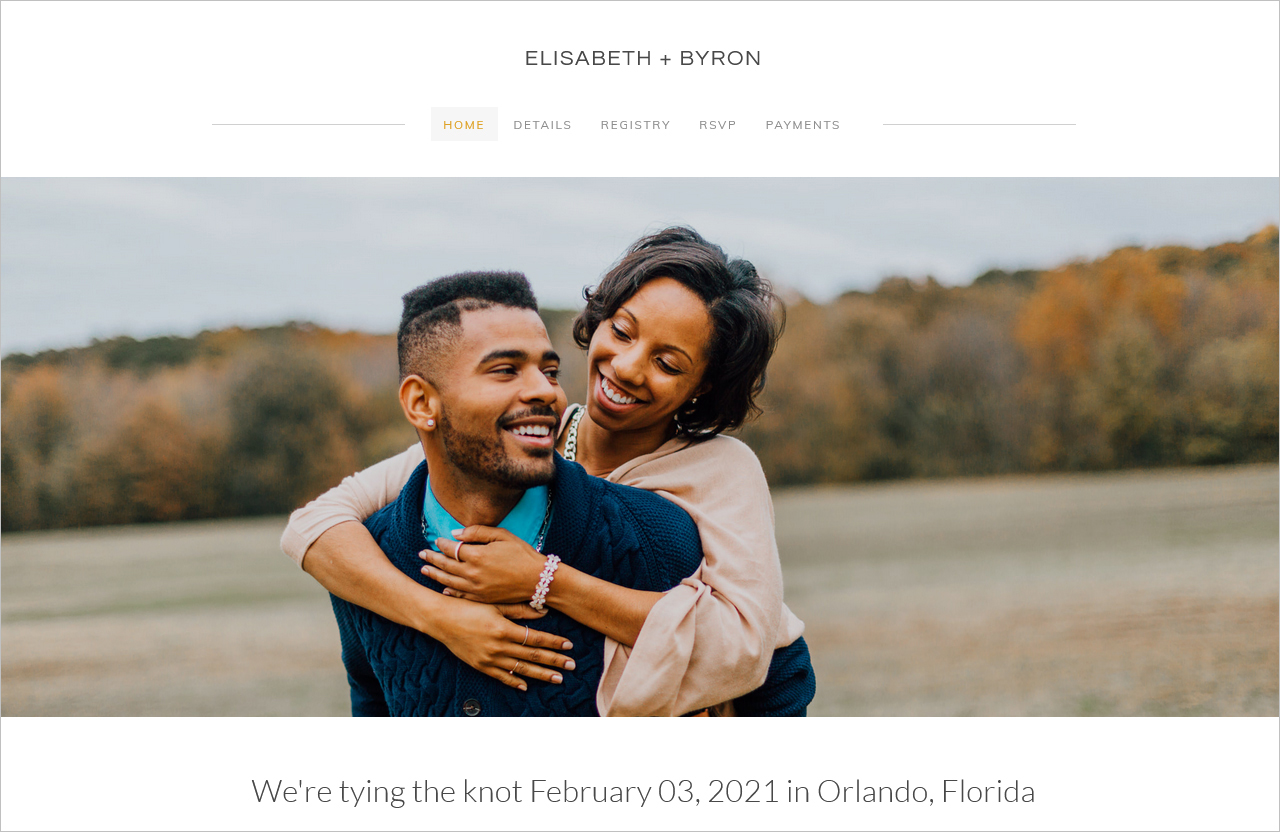 ELISABETH + BYRON
HOME DETAILS REGISTRY RSVP PAYMENTS
We're tying the knot February 03, 2021 in Orlando, Florida